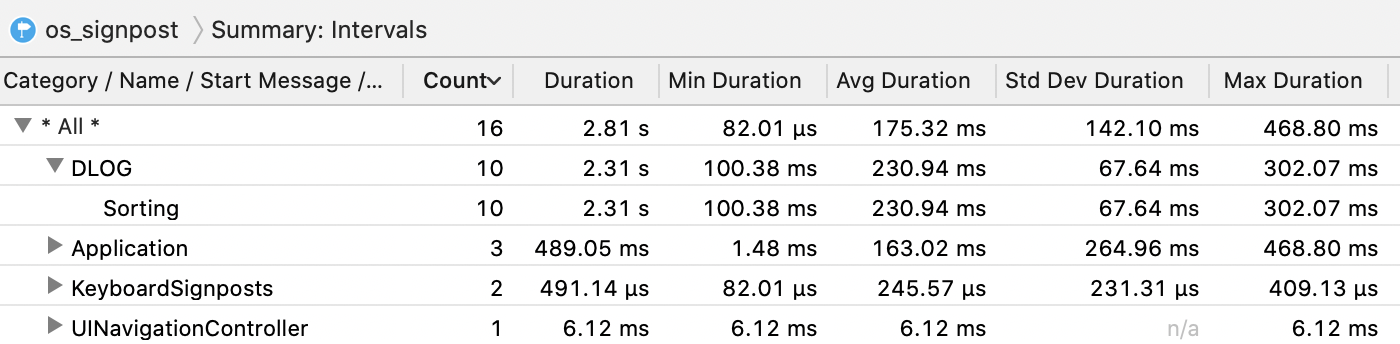 os_signpost Summary: Intervals
Category / Name / Start Message /... Count Duration Min Duration Avg Duration Std Dev Duration Max Duration
* All * 16 2.81 s 82.01 µs 175.32 ms 142.10 ms 468.80 ms
DLOG 10 2.31 s 100.38 ms 230.94 ms 67.64 ms 302.07 ms
Sorting 10 2.31 s 100.38 ms 230.94 ms 67.64 ms 302.07 ms
Application 3 489.05 ms 1.48 ms 163.02 ms 264.96 ms 468.80 ms
KeyboardSignposts 2 491.14 µs 82.01 µs 245.57 µs 231.31 µs 409.13 µs
UINavigationController 1 6.12 ms 6.12 ms 6.12 ms n/a 6.12 ms